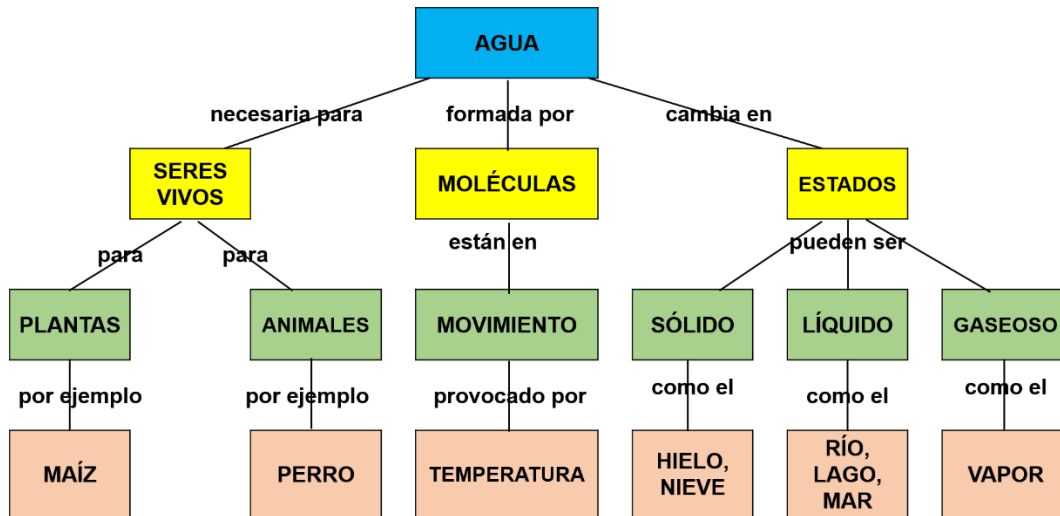 AGUA
necesaria para
formada por
cambia en
SERES
VIVOS
MOLÉCULAS
ESTADOS
para
para
están en
pueden ser
PLANTAS
ANIMALES
MOVIMIENTO
SÓLIDO
LÍQUIDO
GASEOSO
por ejemplo
por ejemplo
provocado por
como el
como el
como el
MAÍZ
PERRO
TEMPERATURA
HIELO,
NIEVE
RÍO,
LAGO,
MAR
VAPOR